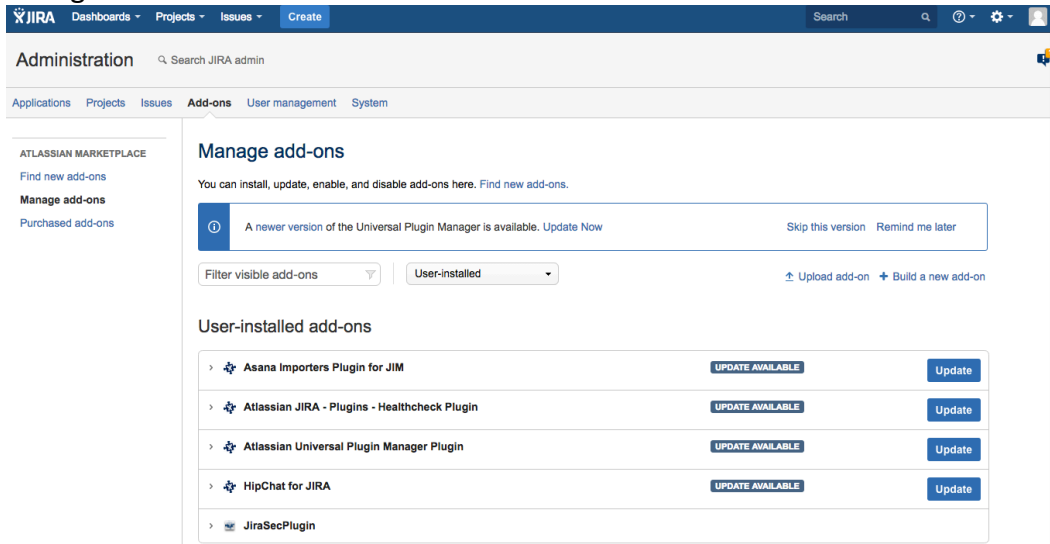 JIRA Dashboards Projects Issues Create Search
Administration Search JIRA admin
Applications Projects Issues Add-ons User management System
ATLASSIAN MARKETPLACE
Find new add-ons
Manage add-ons
Purchased add-ons
Manage add-ons
You can install, update, enable, and disable add-ons here. Find new add-ons.
A newer version of the Universal Plugin Manager is available. Update Now Skip this version Remind me later
Filter visible add-ons User-installed Upload add-on Build a new add-on
User-installed add-ons
Asana Importers Plugin for JIM UPDATE AVAILABLE Update
Atlassian JIRA - Plugins - Healthcheck Plugin UPDATE AVAILABLE Update
Atlassian Universal Plugin Manager Plugin UPDATE AVAILABLE Update
HipChat for JIRA UPDATE AVAILABLE Update
JiraSecPlugin